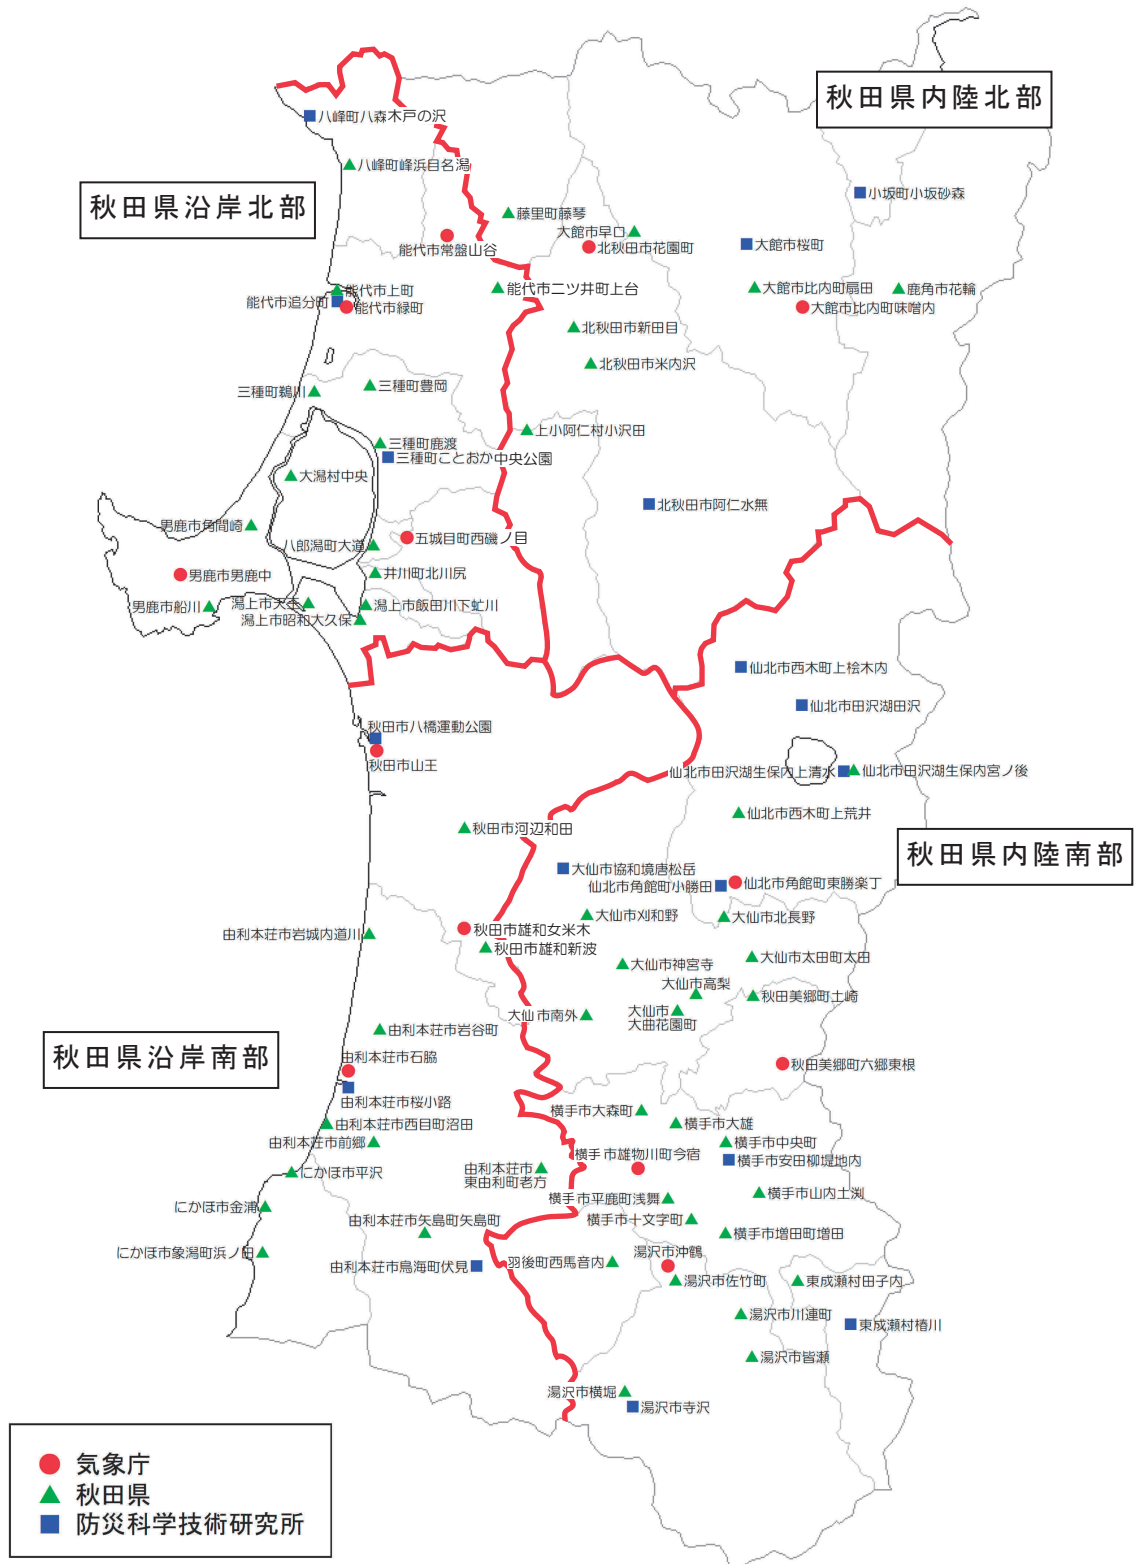 秋田県内陸北部
八峰町八森木戸の沢
八峰町峰浜目名潟
小坂町小坂砂森
秋田県沿岸北部
藤里町藤琴
大館市早口
能代市常盤山谷
北秋田市花園町
大館市桜町
能代市上町
能代市二ツ井町上台
大館市比内町扇田
鹿角市花輪
能代市追分町
能代市緑町
大館市比内町味噌内
北秋田市新田目
北秋田市米内沢
三種町鵜川
三種町豊岡
上小阿仁村小沢田
三種町鹿渡
三種町ことおか中央公園
大潟村中央
北秋田市阿仁水無
男鹿市角間崎
八郎潟町大道
五城目町西磯ノ目
男鹿市男鹿中
井川町北川尻
男鹿市船川
潟上市天王
潟上市飯田川下虻川
潟上市昭和大久保
仙北市西木町上桧木内
仙北市田沢湖田沢
秋田市八橋運動公園
秋田市山王
仙北市田沢湖生保内上清水
仙北市田沢湖生保内宮ノ後
仙北市西木町上荒井
秋田市河辺和田
秋田県内陸南部
大仙市協和境唐松岳
仙北市角館町小勝田
仙北市角館町東勝楽丁
大仙市刈和野
大仙市北長野
由利本荘市岩城内道川
秋田市雄和女米木
秋田市雄和新波
大仙市太田町太田
大仙市神宮寺
大仙市高梨
秋田美郷町土崎
大仙市南外
大仙市
大曲花園町
由利本荘市岩谷町
秋田県沿岸南部
由利本荘市石脇
秋田美郷町六郷東根
由利本荘市桜小路
横手市大森町
由利本荘市西目町沼田
横手市大雄
由利本荘市前郷
横手市中央町
横手市雄物川町今宿
横手市安田柳堤地内
にかほ市平沢
由利本荘市
東由利町老方
横手市山内土渕
にかほ市金浦
横手市平鹿町浅舞
由利本荘市矢島町矢島町
横手市十文字町
横手市増田町増田
にかほ市象潟町浜ノ田
湯沢市沖鶴
由利本荘市鳥海町伏見
羽後町西馬音内
湯沢市佐竹町
東成瀬村田子内
湯沢市川連町
東成瀬村椿川
湯沢市皆瀬
湯沢市横堀
湯沢市寺沢
気象庁
秋田県
防災科学技術研究所